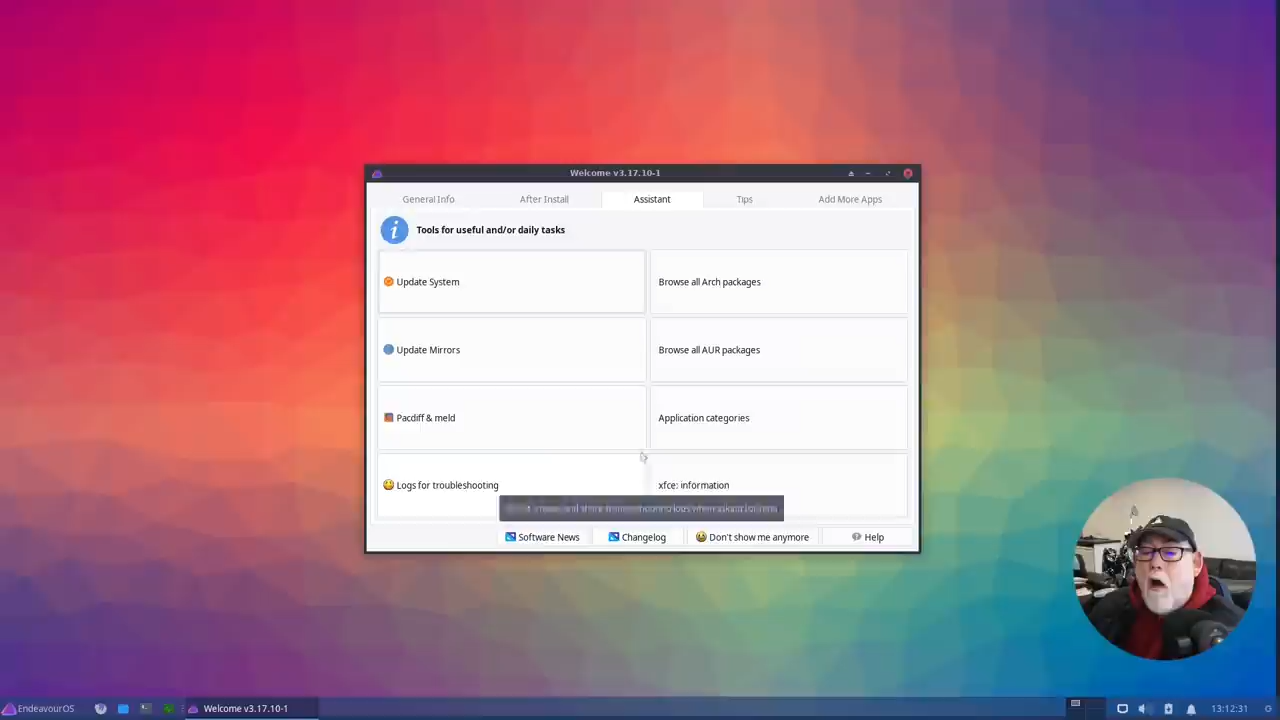 Welcome v3.17.10-1
General Info After Install Assistant Tips Add More Apps
Tools for useful and/or daily tasks
Update System Browse all Arch packages
Update Mirrors Browse all AUR packages
Pacdiff & meld Application categories
Logs for troubleshooting xfce: information
Software News Changelog Don't show me anymore Help
EndeavourOS Welcome v3.17.10-1 13:12:31 G